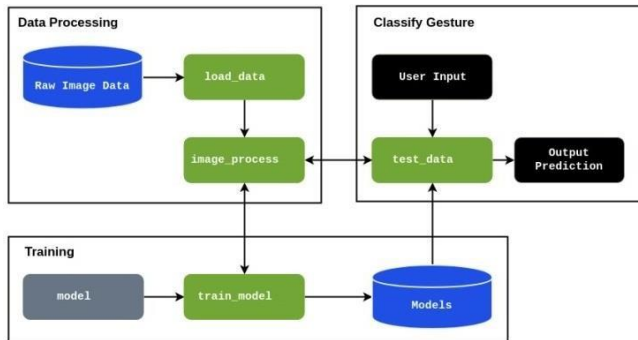 Data Processing
Raw Image Data
load_data
image_process
Classify Gesture
User Input
test_data
Output
Prediction
Training
model
train_model
Models